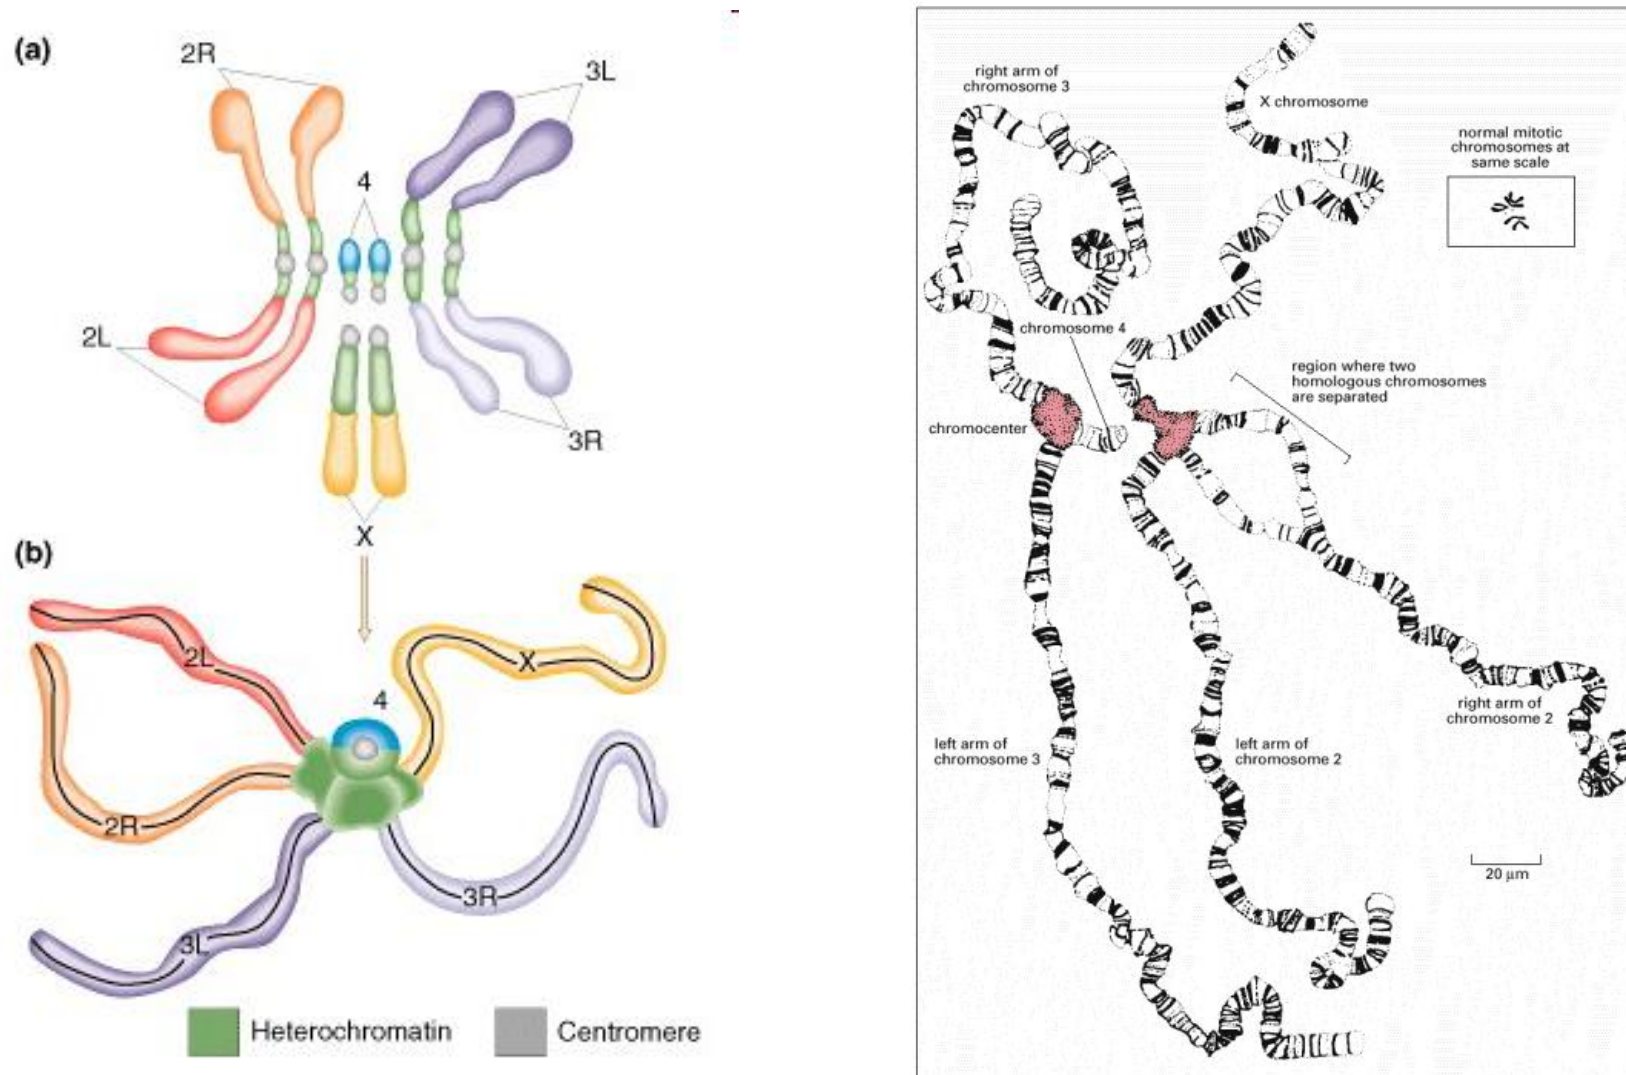 (a)
2R
3L
4
2L
3R
X
(b)
2L
X
4
2R
3R
3L
Heterochromatin
Centromere
right arm of
chromosome 3
X chromosome
normal mitotic
chromosomes at
same scale
chromosome 4
region where two
homologous chromosomes
are separated
chromocenter
right arm of
chromosome 2
left arm of
chromosome 3
left arm of
chromosome 2
20 μm